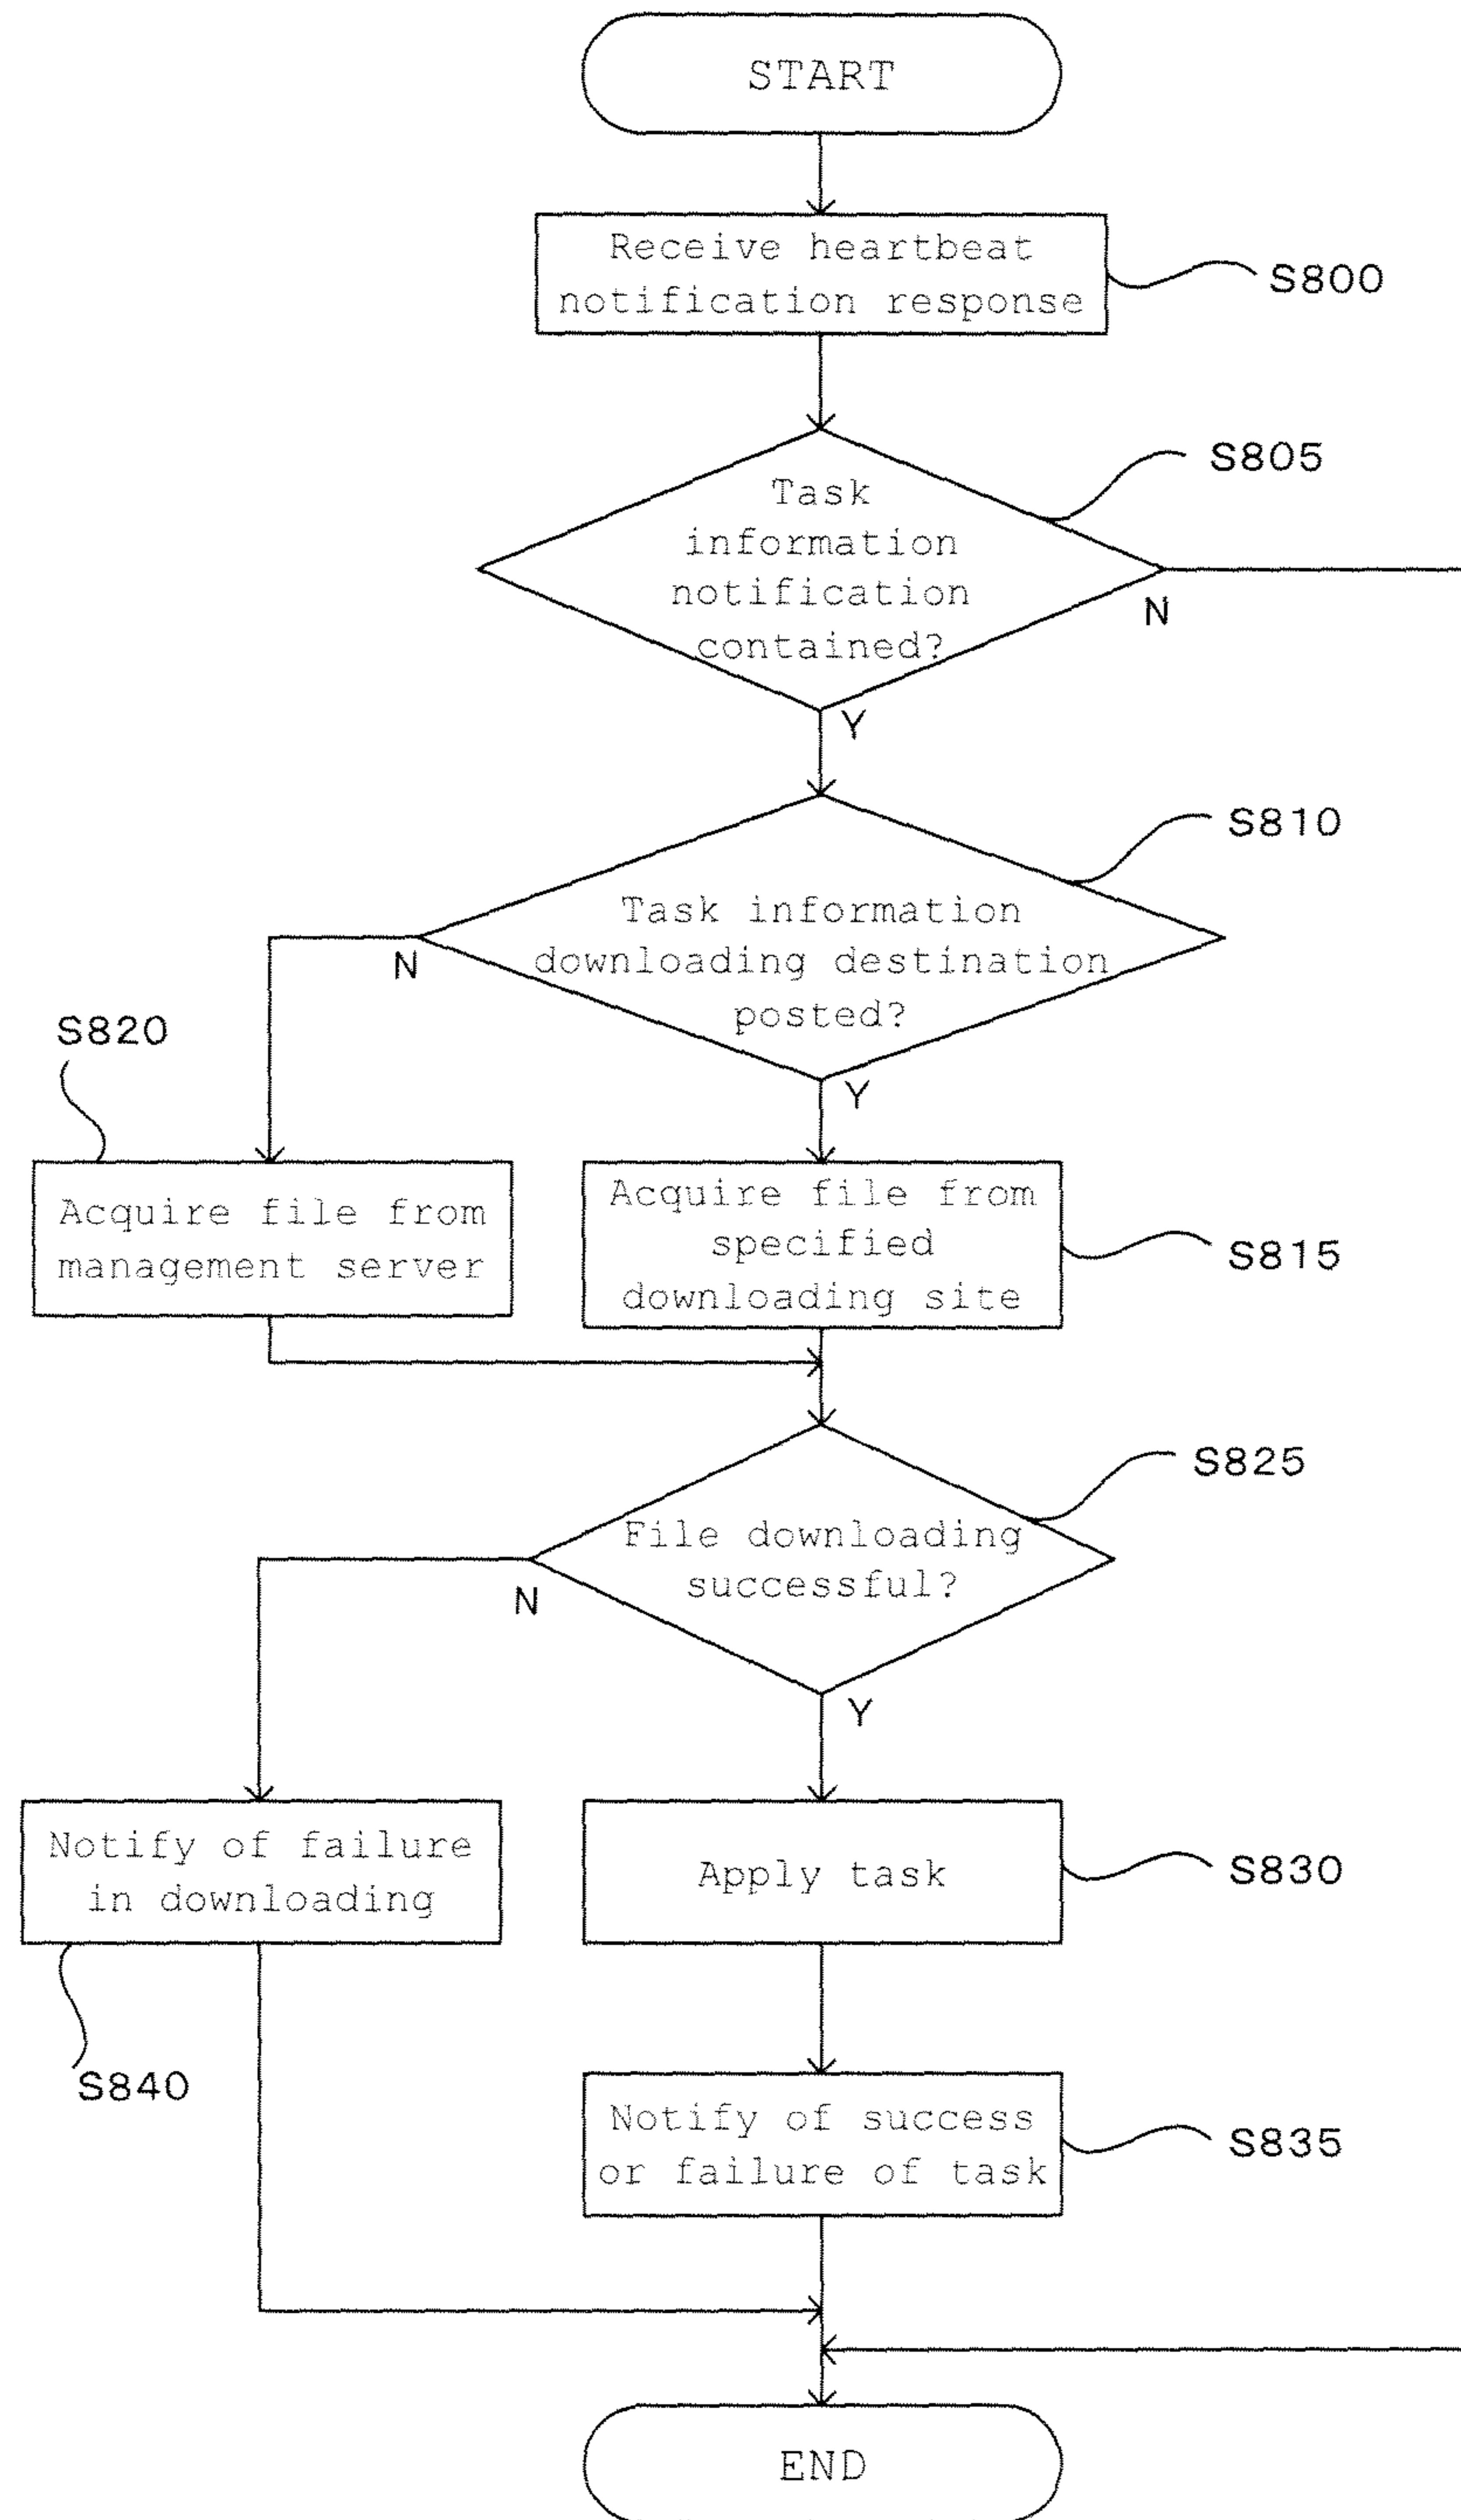 START
Receive heartbeat
notification response
S800
S805
Task
information
notification
contained?
N
Y
S810
Task information
downloading destination
posted?
N
Y
S820
Acquire file from
management server
Acquire file from
specified
downloading site
S815
S825
File downloading
successful?
N
Y
Notify of failure
in downloading
S840
Apply task
S830
Notify of success
or failure of task
S835
END